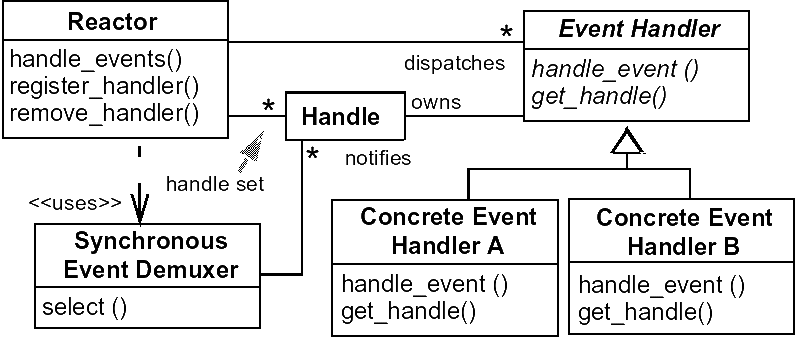 Reactor
handle_events()
register_handler()
remove_handler()
*
dispatches
Event Handler
handle_event ()
get_handle()
*
Handle
owns
*
notifies
handle set
<<uses>>
Synchronous
Event Demuxer
select ()
Concrete Event
Handler A
handle_event ()
get_handle()
Concrete Event
Handler B
handle_event ()
get_handle()